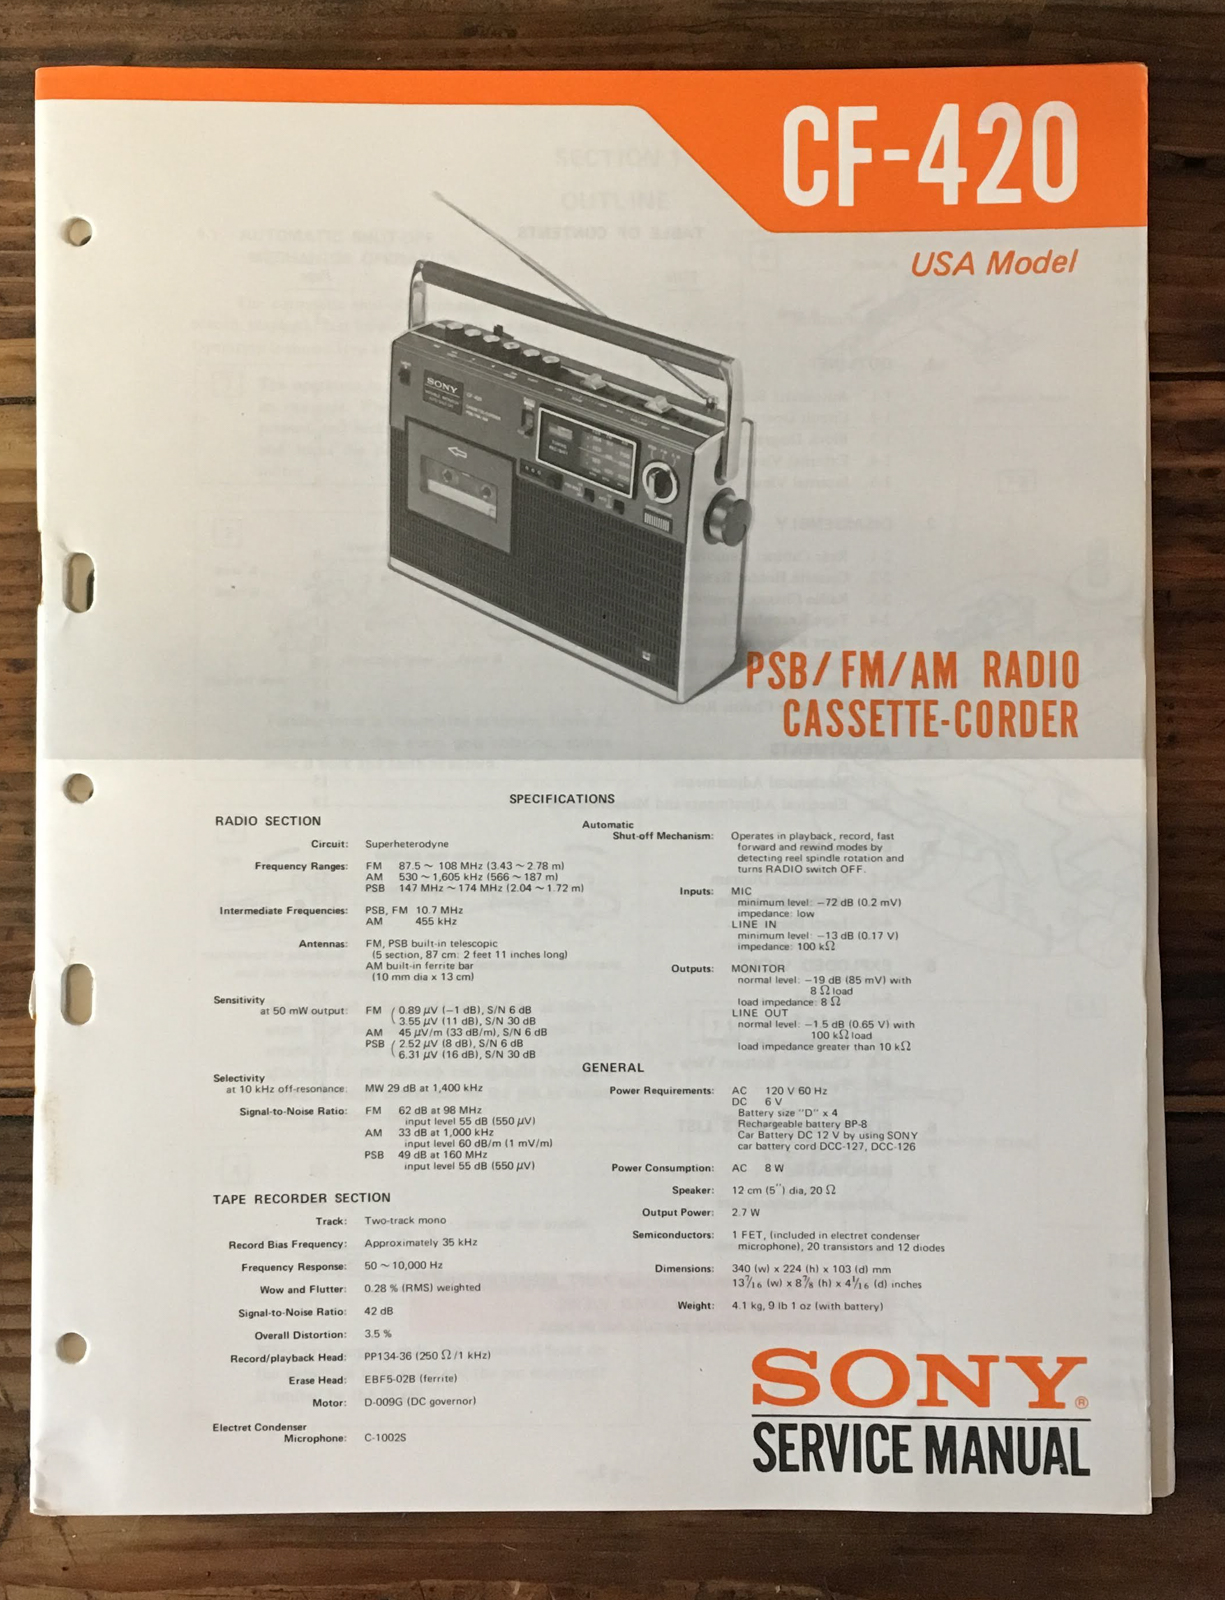 CF-420
USA Model
SONY
CF-420
PSB/FM/AM RADIO
CASSETTE-CORDER
SPECIFICATIONS
RADIO SECTION
Circuit: Superheterodyne
Frequency Ranges: FM 87.5 ~ 108 MHz (3.43 ~ 2.78 m)
AM 530 ~ 1,605 kHz (566 ~ 187 m)
PSB 147 MHz ~ 174 MHz (2.04 ~ 1.72 m)
Intermediate Frequencies: PSB, FM 10.7 MHz
AM 455 kHz
Antennas: FM, PSB built-in telescopic
(5 section, 87 cm: 2 feet 11 inches long)
AM built-in ferrite bar
(10 mm dia x 13 cm)
Sensitivity
at 50 mW output: FM ( 0.89 µV (−1 dB), S/N 6 dB
3.55 µV (11 dB), S/N 30 dB
AM 45 µV/m (33 dB/m), S/N 6 dB
PSB ( 2.52 µV (8 dB), S/N 6 dB
6.31 µV (16 dB), S/N 30 dB
Selectivity
at 10 kHz off-resonance: MW 29 dB at 1,400 kHz
Signal-to-Noise Ratio: FM 62 dB at 98 MHz
input level 55 dB (550 µV)
AM 33 dB at 1,000 kHz
input level 60 dB/m (1 mV/m)
PSB 49 dB at 160 MHz
input level 55 dB (550 µV)
TAPE RECORDER SECTION
Track: Two-track mono
Record Bias Frequency: Approximately 35 kHz
Frequency Response: 50 ~ 10,000 Hz
Wow and Flutter: 0.28 % (RMS) weighted
Signal-to-Noise Ratio: 42 dB
Overall Distortion: 3.5 %
Record/playback Head: PP134-36 (250 Ω/1 kHz)
Erase Head: EBF5-02B (ferrite)
Motor: D-009G (DC governor)
Electret Condenser
Microphone: C-1002S
Automatic
Shut-off Mechanism: Operates in playback, record, fast
forward and rewind modes by
detecting reel spindle rotation and
turns RADIO switch OFF.
Inputs: MIC
minimum level: −72 dB (0.2 mV)
impedance: low
LINE IN
minimum level: −13 dB (0.17 V)
impedance: 100 kΩ
Outputs: MONITOR
normal level: −19 dB (85 mV) with
8 Ω load
load impedance: 8 Ω
LINE OUT
normal level: −1.5 dB (0.65 V) with
100 kΩ load
load impedance greater than 10 kΩ
GENERAL
Power Requirements: AC 120 V 60 Hz
DC 6 V
Battery size "D" x 4
Rechargeable battery BP-8
Car Battery DC 12 V by using SONY
car battery cord DCC-127, DCC-126
Power Consumption: AC 8 W
Speaker: 12 cm (5") dia, 20 Ω
Output Power: 2.7 W
Semiconductors: 1 FET, (included in electret condenser
microphone), 20 transistors and 12 diodes
Dimensions: 340 (w) x 224 (h) x 103 (d) mm
13 7/16 (w) x 8 7/8 (h) x 4 1/16 (d) inches
Weight: 4.1 kg, 9 lb 1 oz (with battery)
SONY®
SERVICE MANUAL